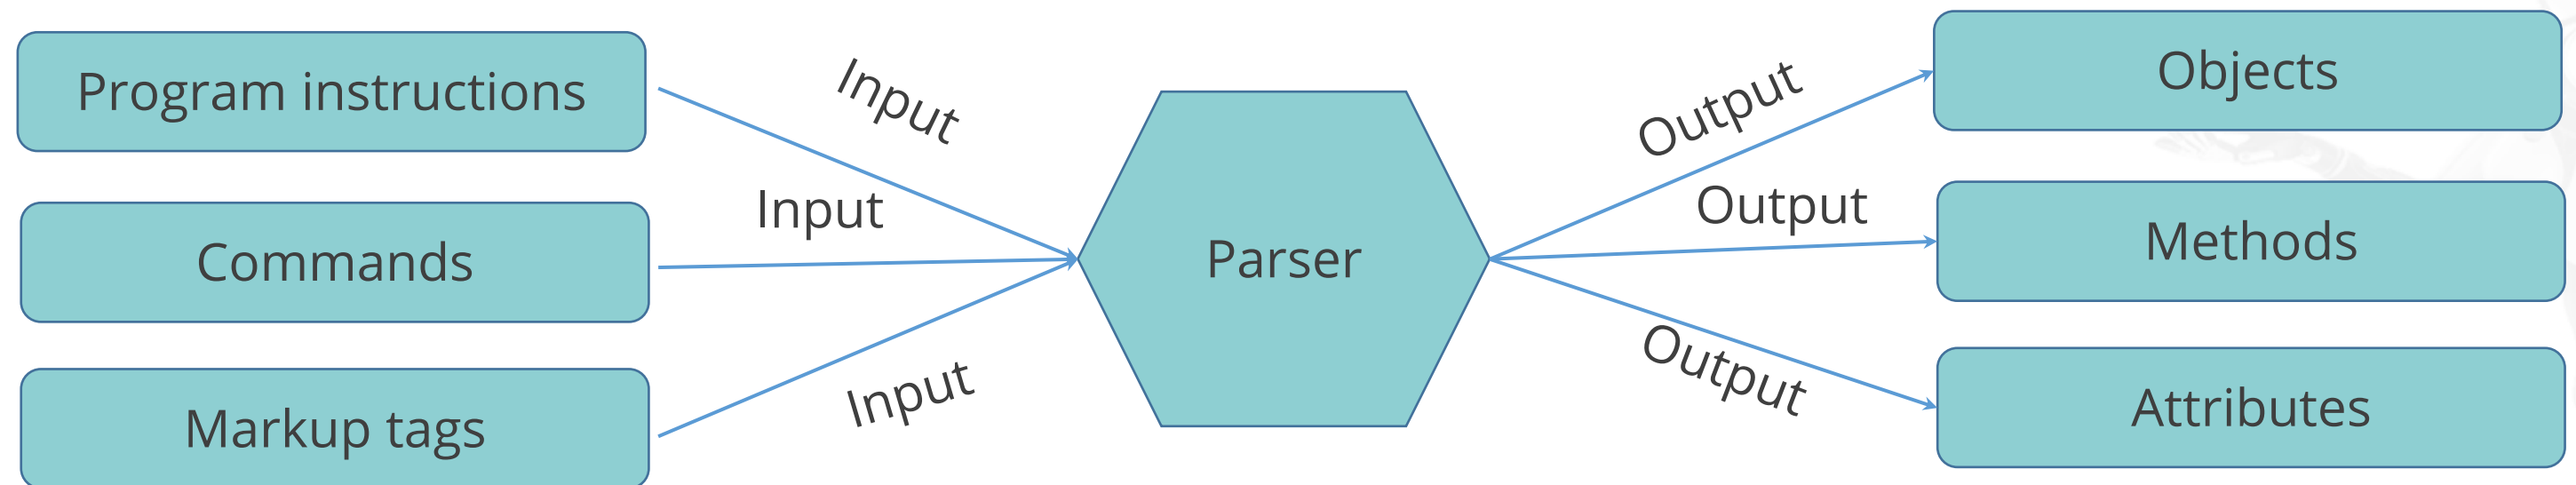 Program instructions
Commands
Markup tags
Input
Input
Input
Parser
Output
Output
Output
Objects
Methods
Attributes